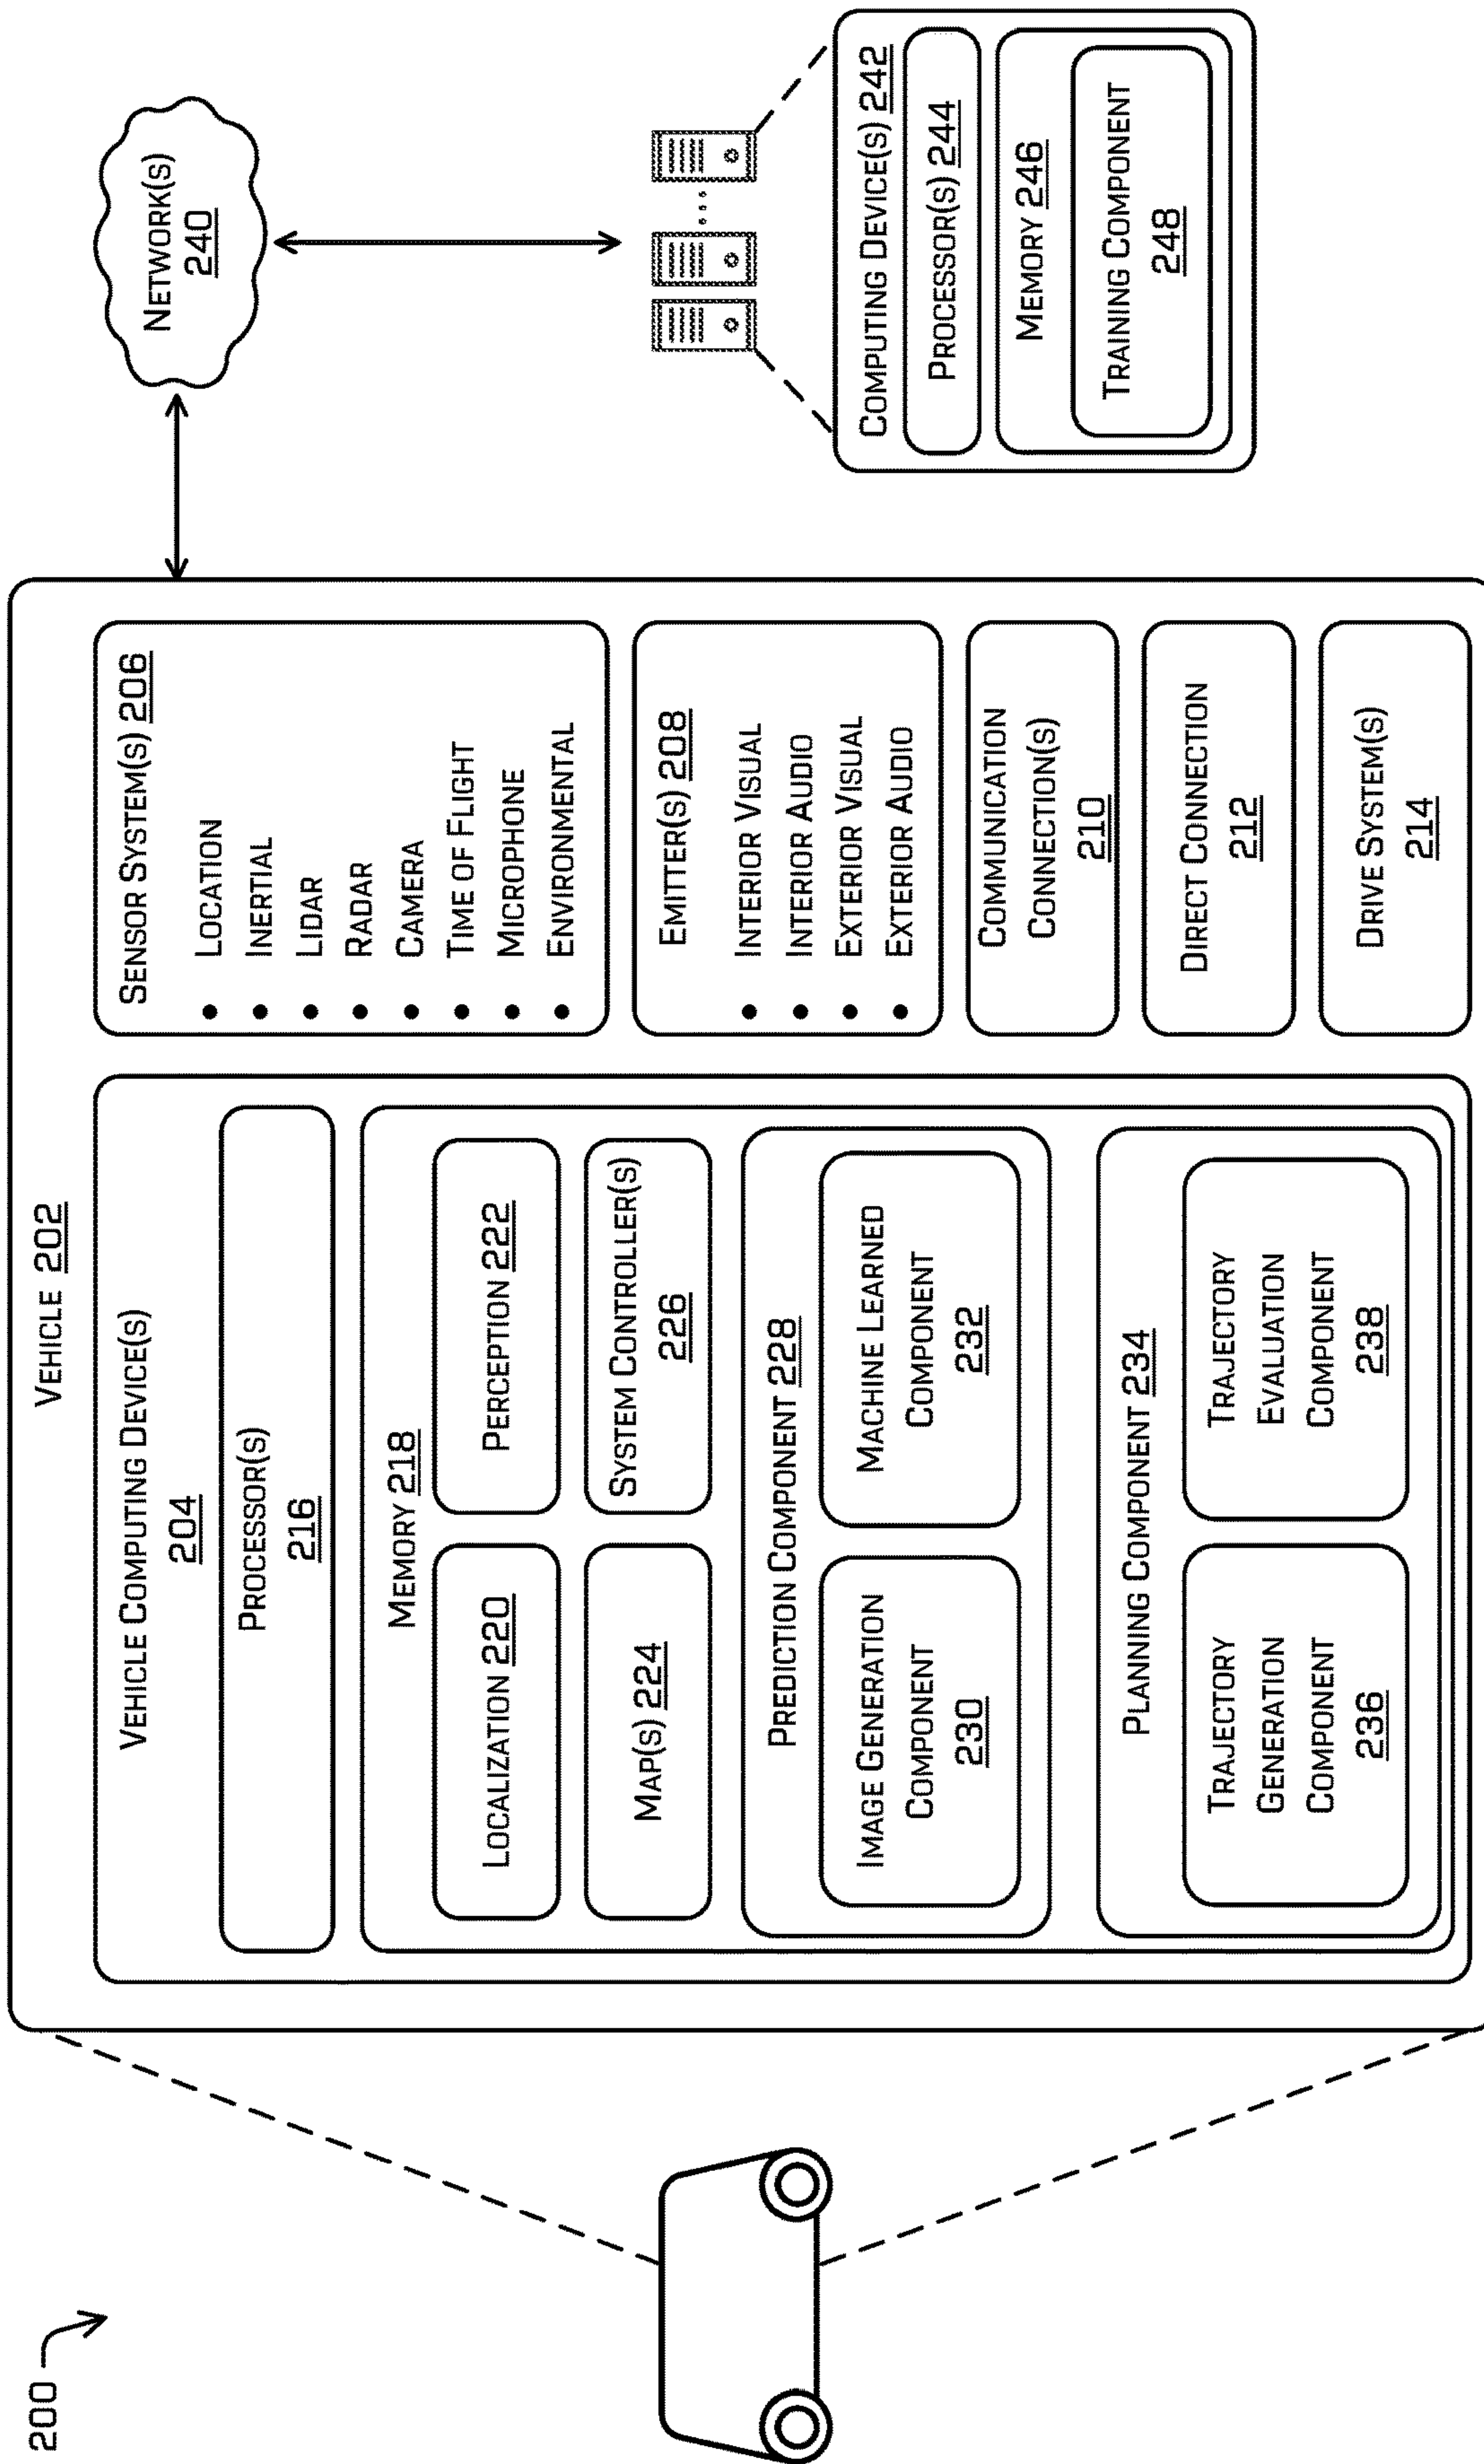 200
VEHICLE 202
VEHICLE COMPUTING DEVICE(S)
204
PROCESSOR(S)
216
MEMORY 218
LOCALIZATION 220
PERCEPTION 222
MAP(S) 224
SYSTEM CONTROLLER(S)
226
PREDICTION COMPONENT 228
IMAGE GENERATION
COMPONENT
230
MACHINE LEARNED
COMPONENT
232
PLANNING COMPONENT 234
TRAJECTORY
GENERATION
COMPONENT
236
TRAJECTORY
EVALUATION
COMPONENT
238
SENSOR SYSTEM(S) 206
• LOCATION
• INERTIAL
• LIDAR
• RADAR
• CAMERA
• TIME OF FLIGHT
• MICROPHONE
• ENVIRONMENTAL
EMITTER(S) 208
• INTERIOR VISUAL
• INTERIOR AUDIO
• EXTERIOR VISUAL
• EXTERIOR AUDIO
COMMUNICATION
CONNECTION(S)
210
DIRECT CONNECTION
212
DRIVE SYSTEM(S)
214
NETWORK(S)
240
...
COMPUTING DEVICE(S) 242
PROCESSOR(S) 244
MEMORY 246
TRAINING COMPONENT
248